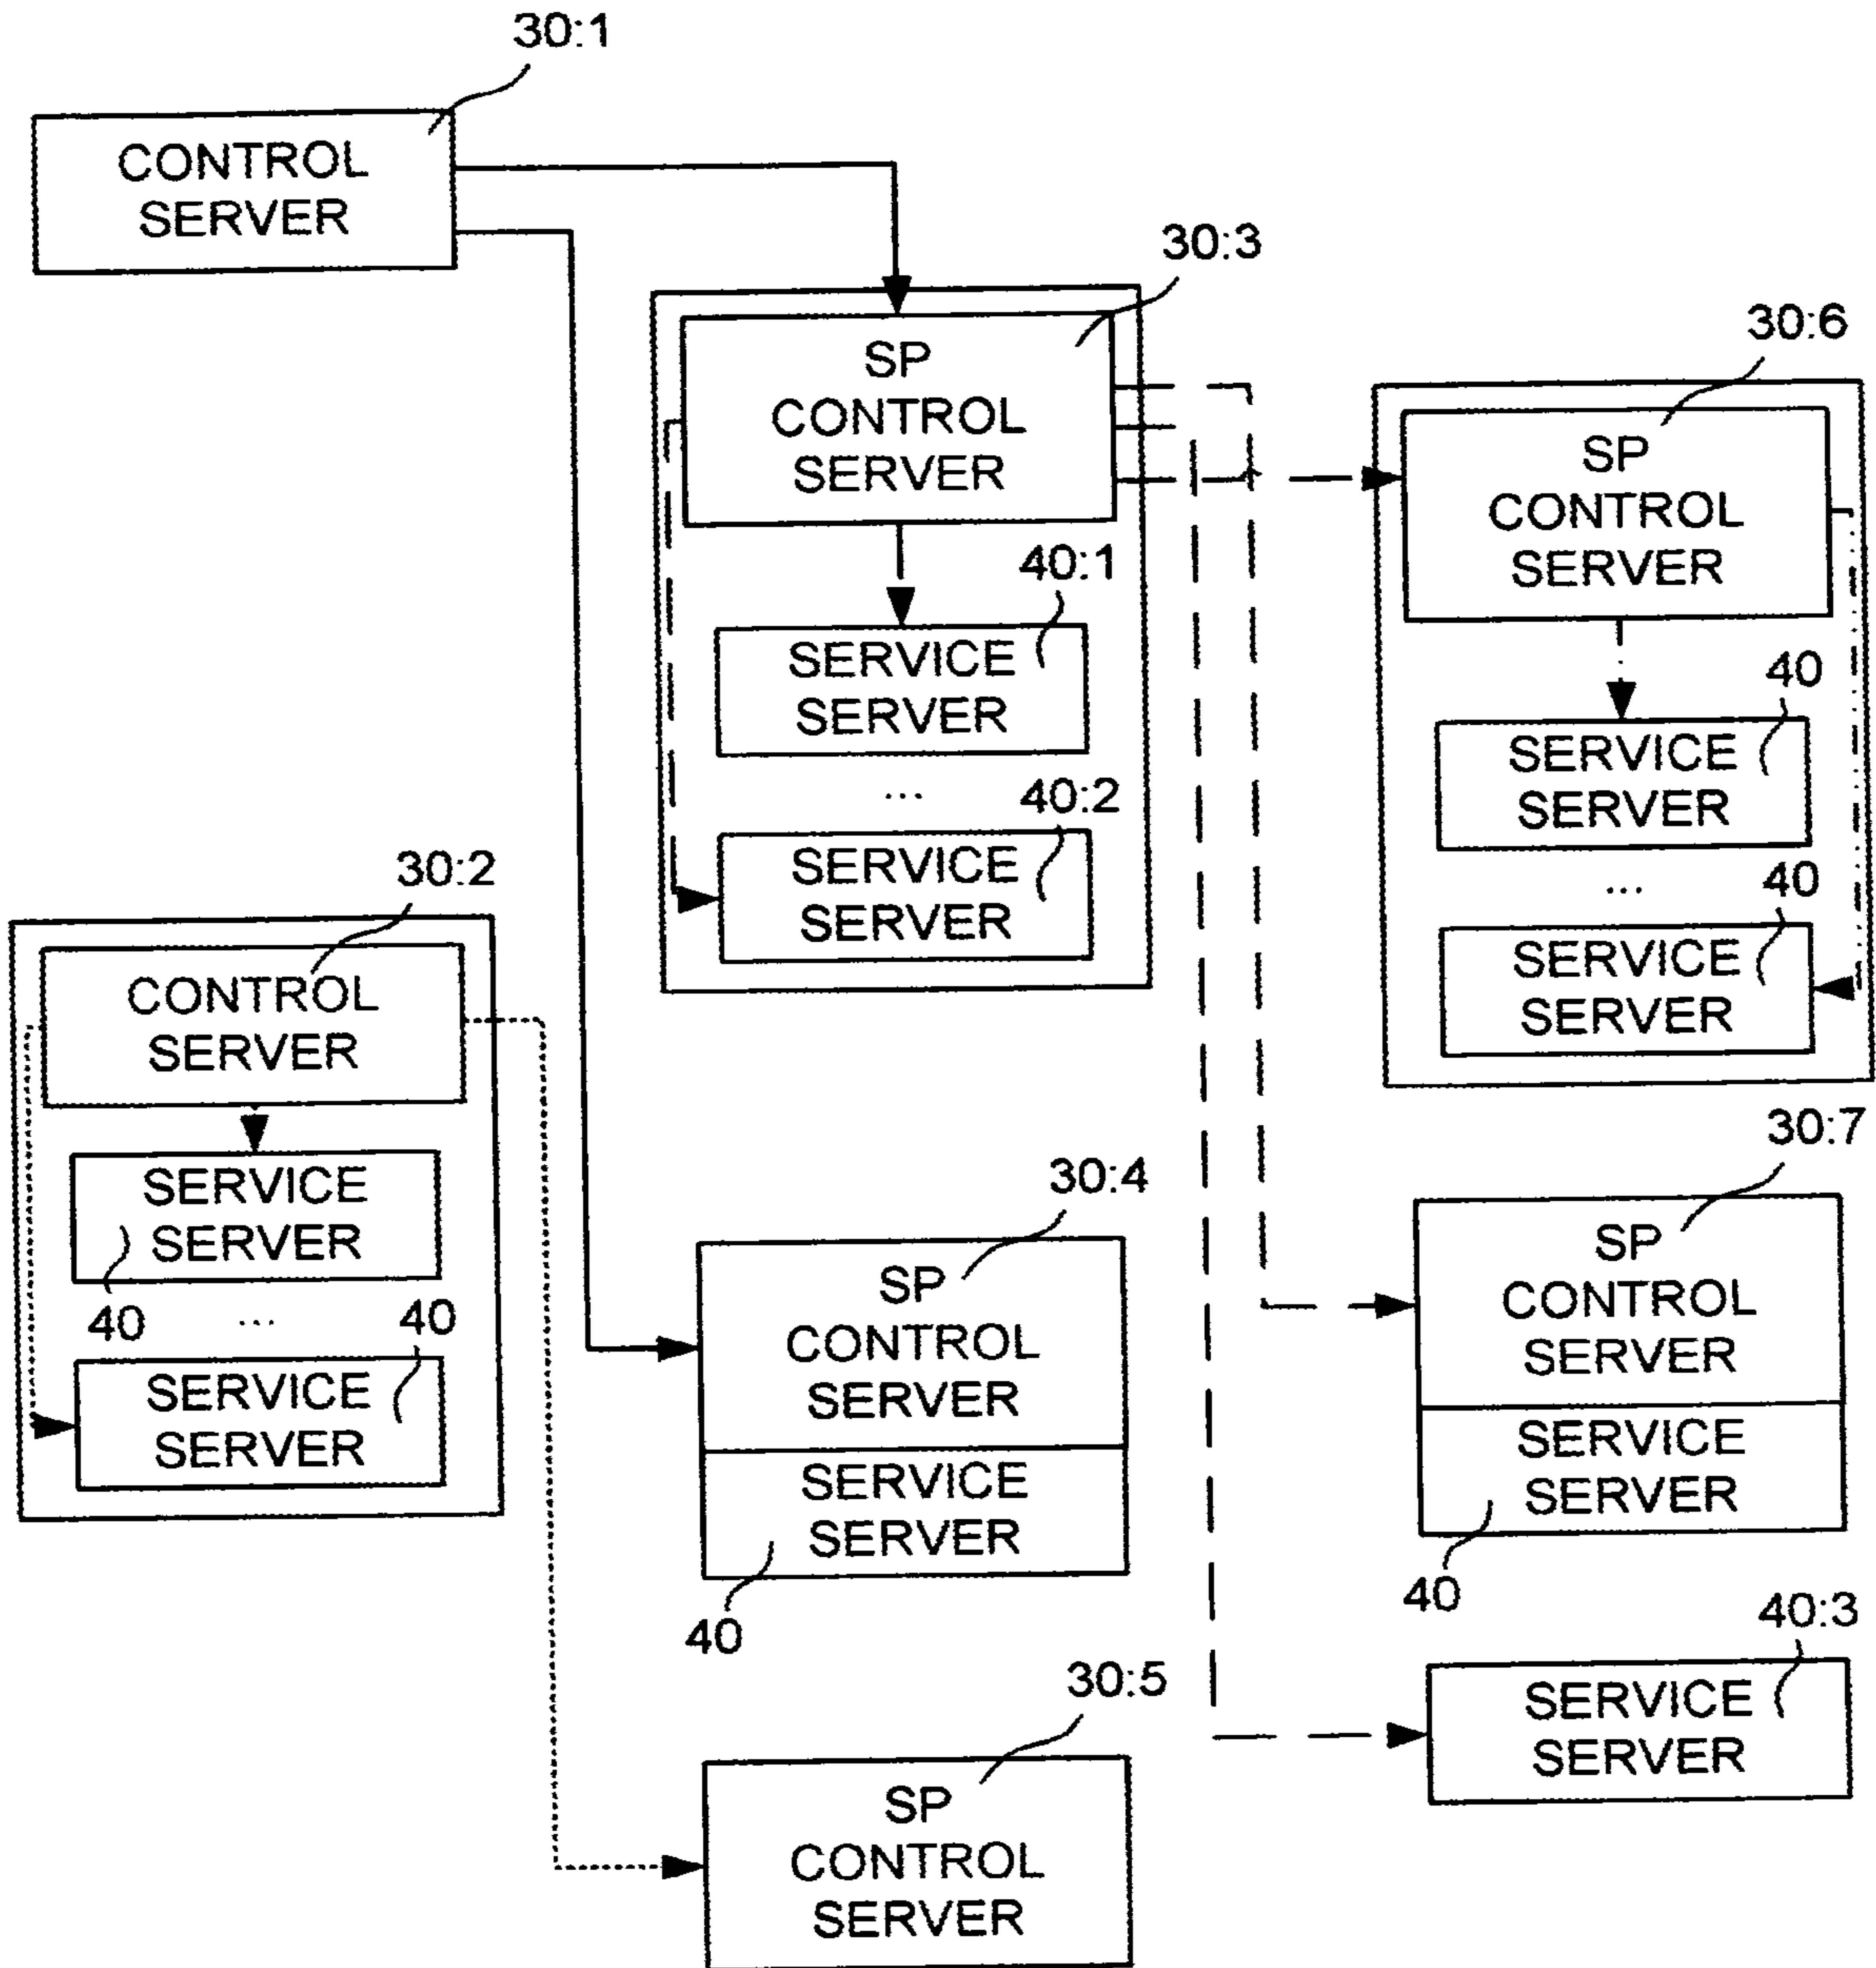 30:1
CONTROL
SERVER
30:3
SP
CONTROL
SERVER
40:1
SERVICE
SERVER
...
40:2
SERVICE
SERVER
30:6
SP
CONTROL
SERVER
40
SERVICE
SERVER
...
40
SERVICE
SERVER
30:2
CONTROL
SERVER
SERVICE
SERVER
40
...
40
SERVICE
SERVER
30:4
SP
CONTROL
SERVER
SERVICE
SERVER
40
30:7
SP
CONTROL
SERVER
SERVICE
SERVER
40
40:3
SERVICE
SERVER
30:5
SP
CONTROL
SERVER